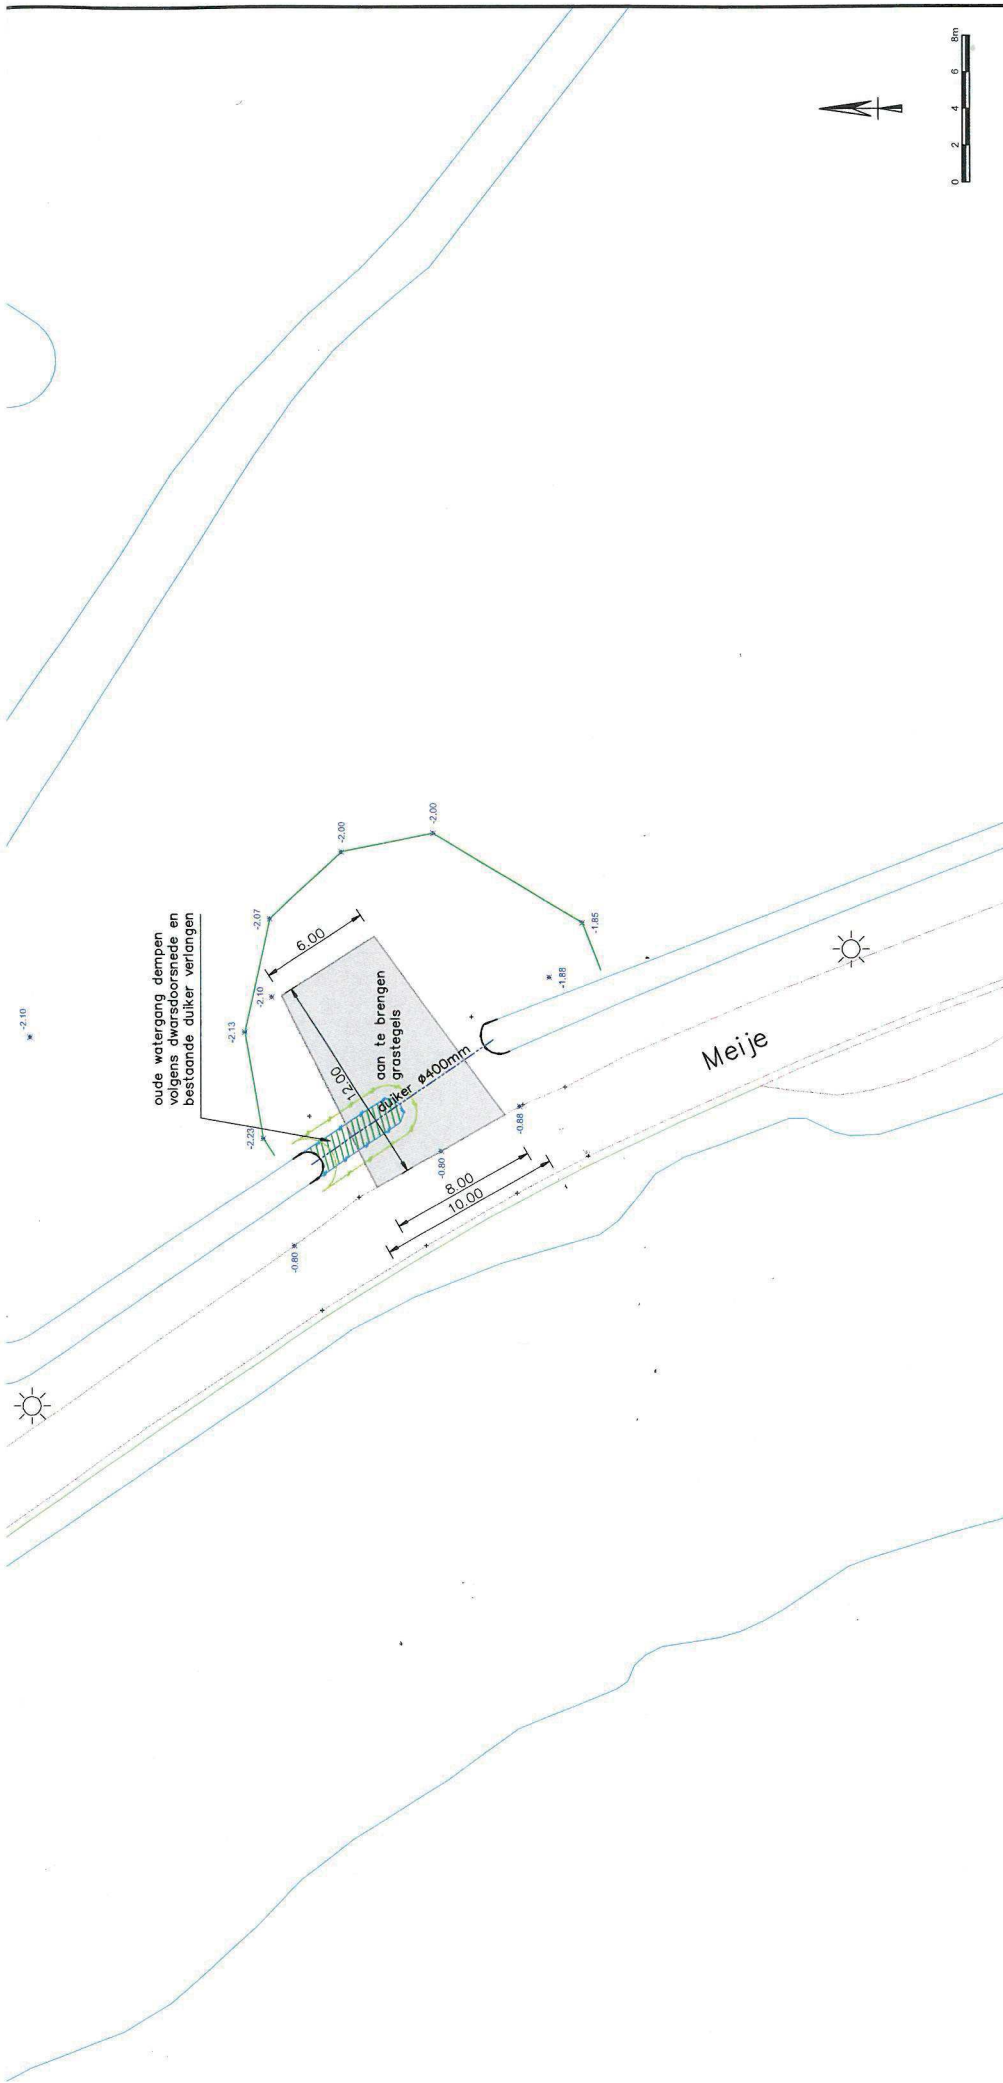 0 2 4 6 8m
-2.10
oude watergang dempen
volgens dwarsdoorsnede en
bestaande duiker verlangen
-2.23
-2.13
-2.10
-2.07
-2.00
-2.00
6.00
12.00
aan te brengen
grastegels
duiker ø400mm
-1.88
-1.85
-0.80
-0.80
-0.88
8.00
10.00
Meije